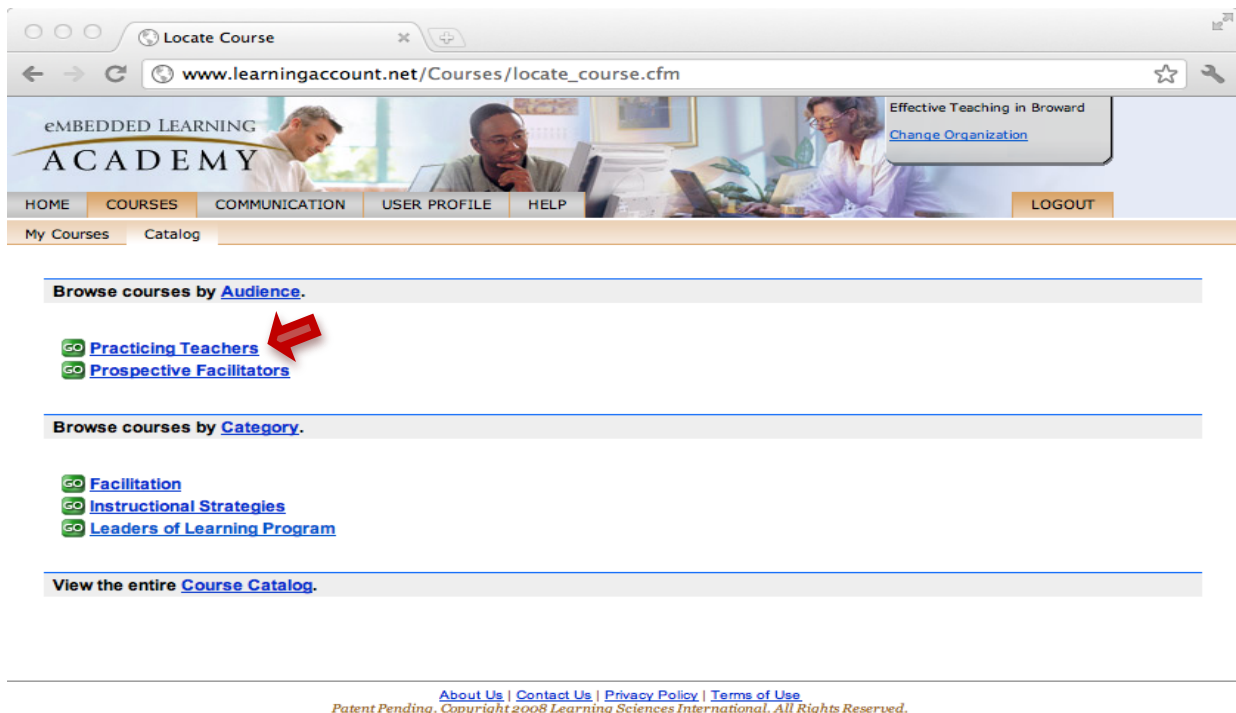 Locate Course
www.learningaccount.net/Courses/locate_course.cfm
eMBEDDED LEARNING
ACADEMY
Effective Teaching in Broward
Change Organization
HOME COURSES COMMUNICATION USER PROFILE HELP LOGOUT
My Courses Catalog
Browse courses by Audience.
GO Practicing Teachers
GO Prospective Facilitators
Browse courses by Category.
GO Facilitation
GO Instructional Strategies
GO Leaders of Learning Program
View the entire Course Catalog.
About Us | Contact Us | Privacy Policy | Terms of Use
Patent Pending. Copyright 2008 Learning Sciences International. All Rights Reserved.